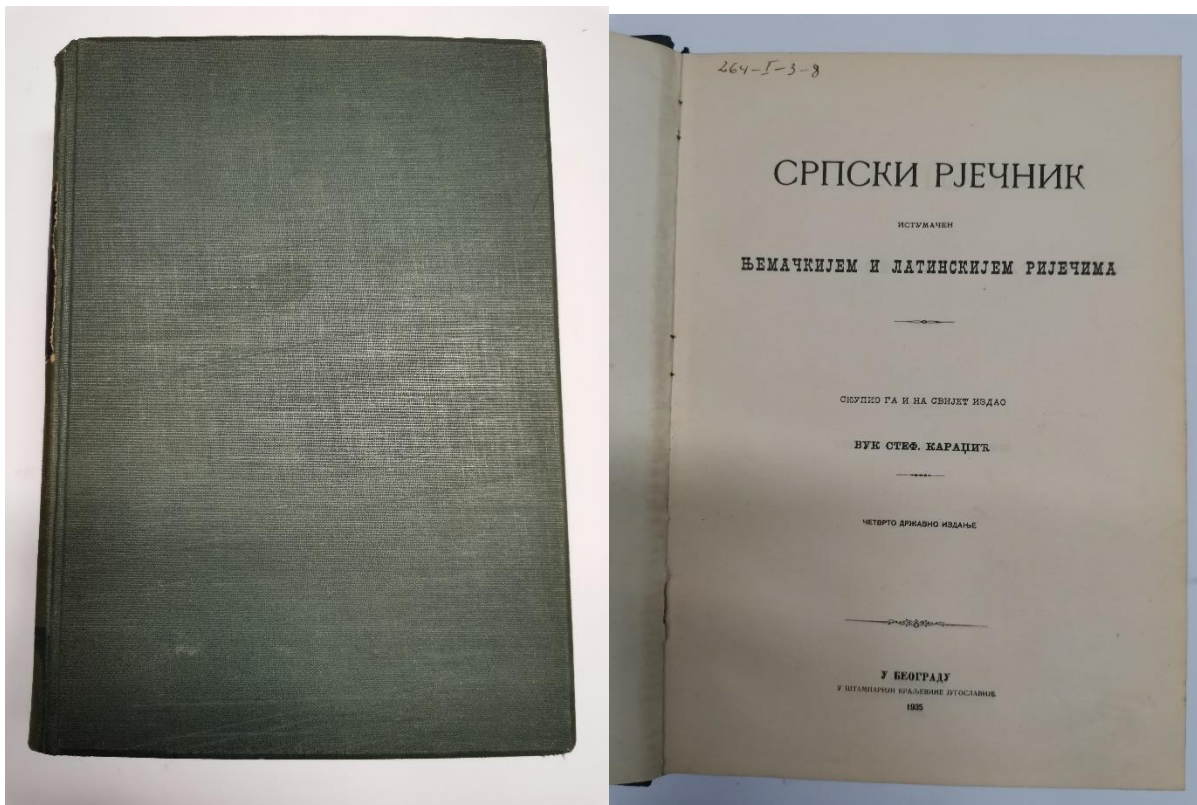 264-I-3-8
СРПСКИ РЈЕЧНИК
ИСТУМАЧЕН
ЊЕМАЧКИЈЕМ И ЛАТИНСКИЈЕМ РИЈЕЧИМА
СКУПИО ГА И НА СВИЈЕТ ИЗДАО
ВУК СТЕФ. КАРАЏИЋ
ЧЕТВРТО ДРЖАВНО ИЗДАЊЕ
У БЕОГРАДУ
У ШТАМПАРИЈИ КРАЉЕВИНЕ ЈУГОСЛАВИЈЕ
1935